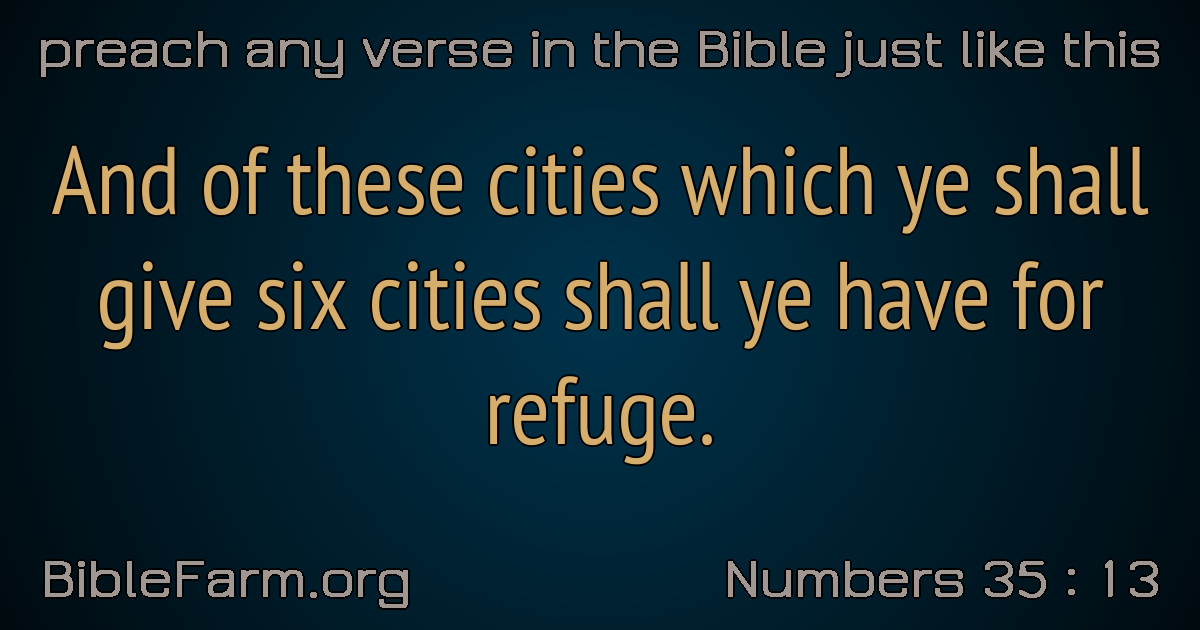 preach any verse in the Bible just like this
And of these cities which ye shall
give six cities shall ye have for
refuge.
BibleFarm.org
Numbers 35 : 13